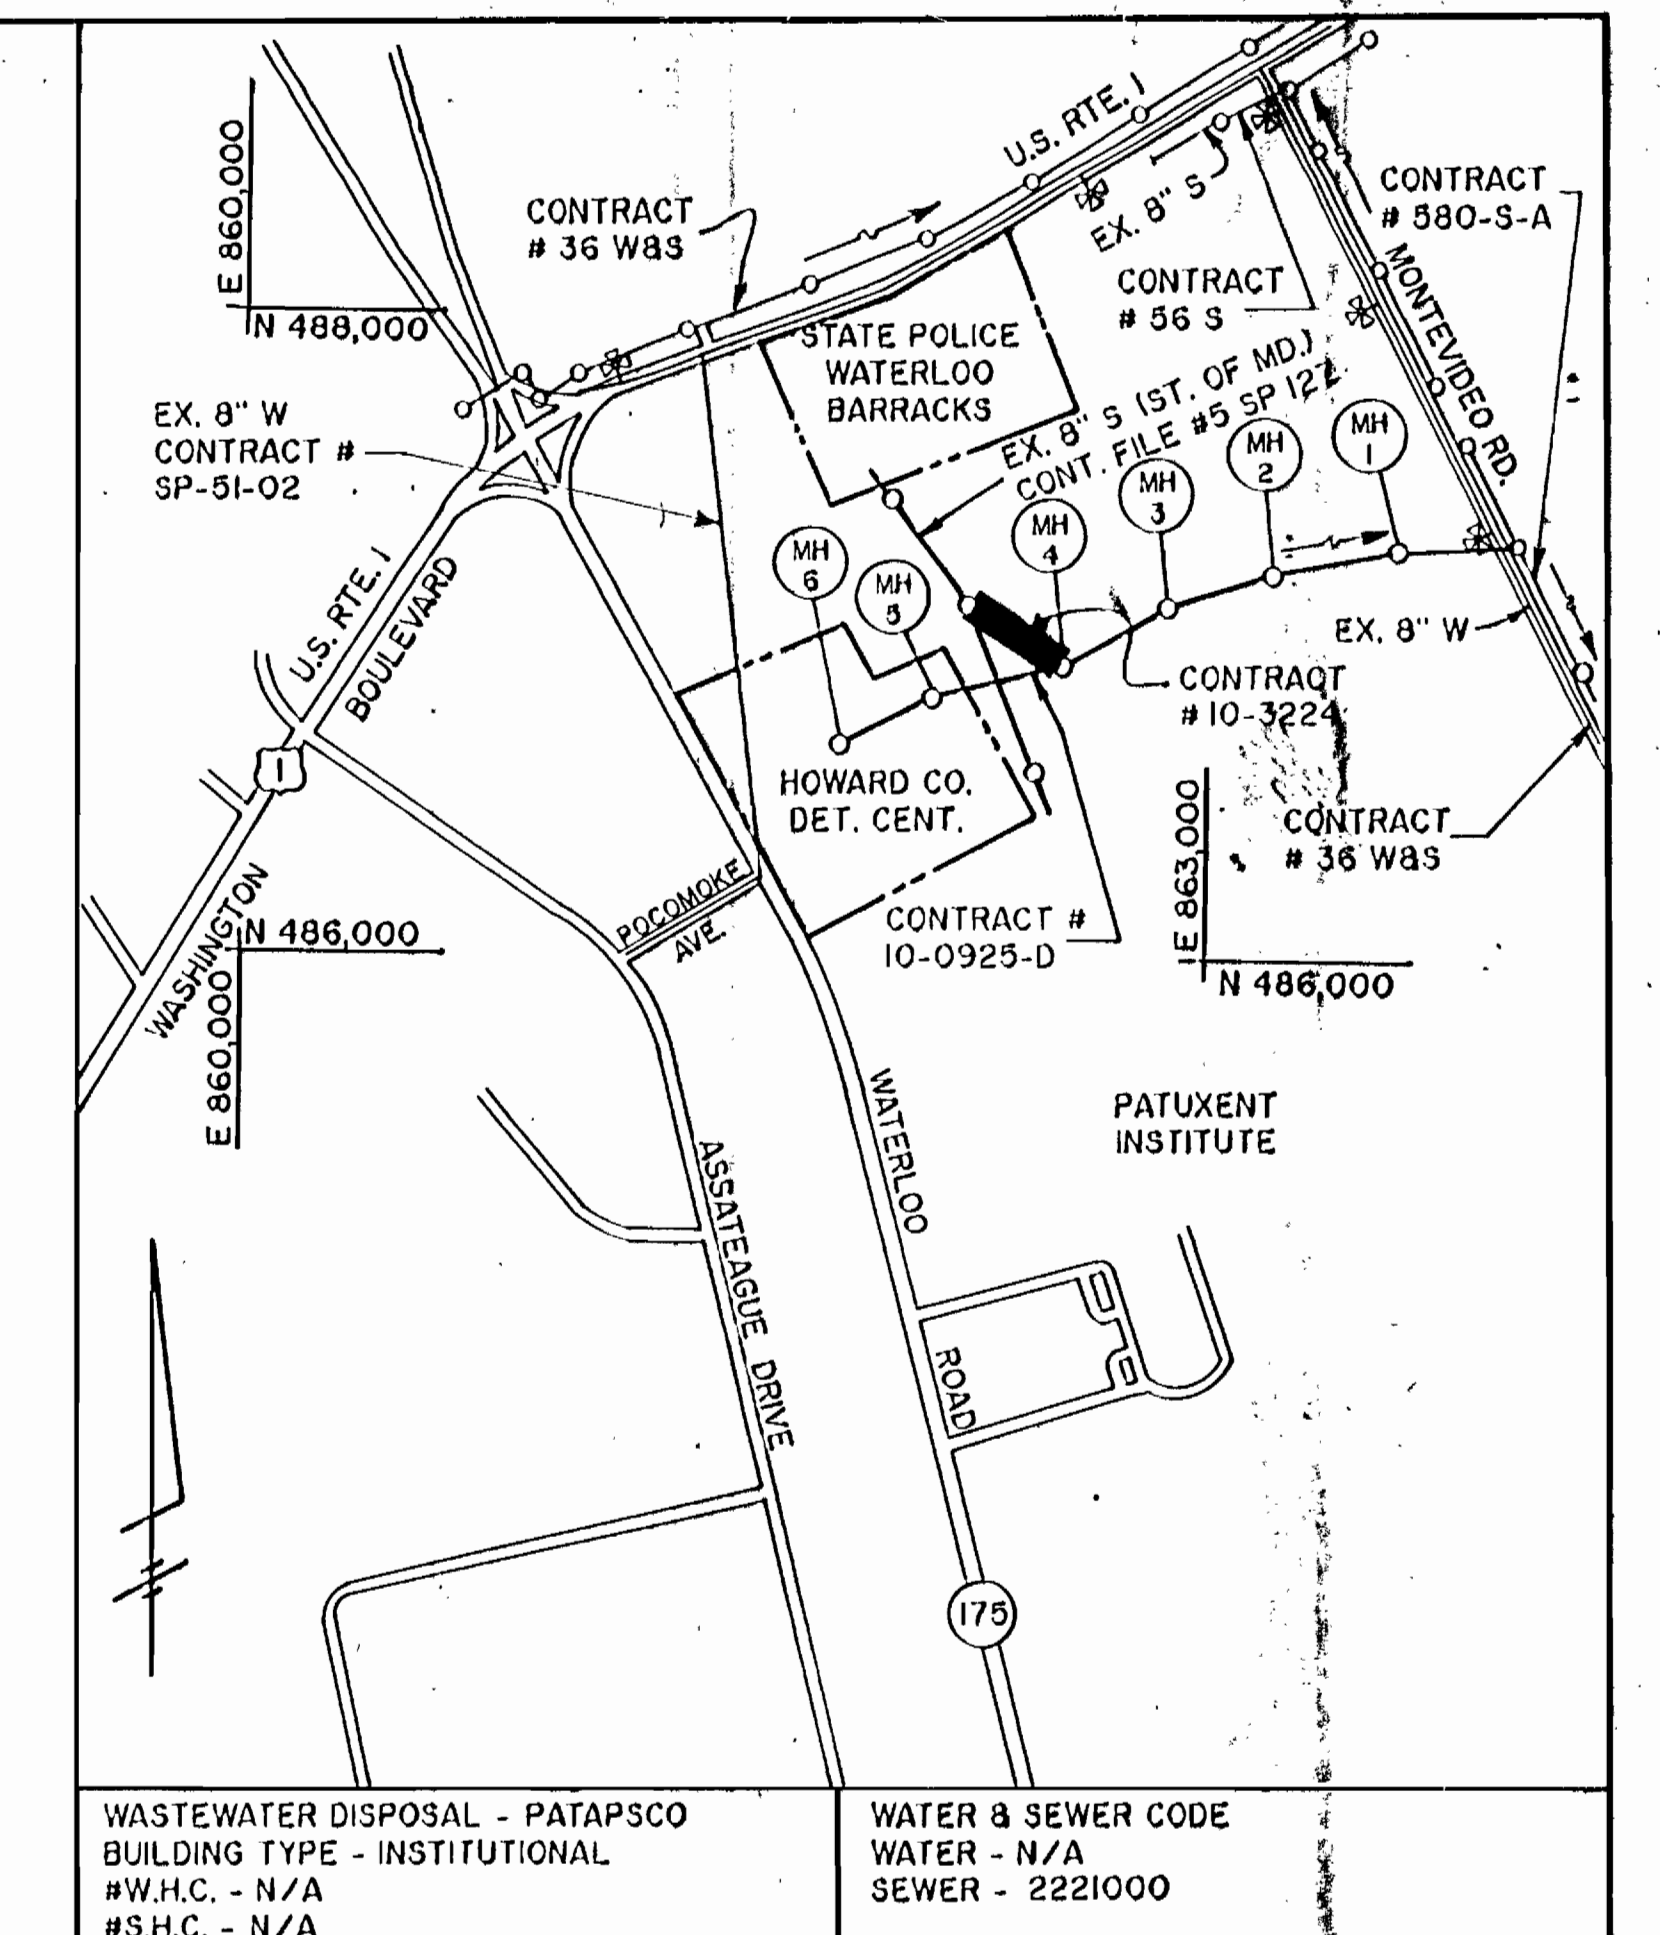 U.S. RTE. 1
E 860,000
N 488,000
CONTRACT
# 36 W&S
EX. 8" S
CONTRACT
# 580-S-A
CONTRACT
# 56 S
MONTEVIDEO RD.
STATE POLICE
WATERLOO
BARRACKS
EX. 8" S (ST. OF MD.)
CONT. FILE #5 SP 127
EX. 8" W
CONTRACT #
SP-51-02
MH
1
MH
2
MH
3
MH
4
MH
5
MH
6
U.S. RTE. 1
BOULEVARD
EX. 8" W
CONTRACT
# 10-3224
1
HOWARD CO.
DET. CENT.
CONTRACT
# 36 W&S
E 863,000
N 486,000
POCOMOKE
AVE.
CONTRACT #
10-0925-D
WASHINGTON
N 486,000
E 860,000
WATERLOO
PATUXENT
INSTITUTE
ASSATEAGUE DRIVE
ROAD
175
WASTEWATER DISPOSAL - PATAPSCO
BUILDING TYPE - INSTITUTIONAL
#W.H.C. - N/A
#S.H.C. - N/A
WATER & SEWER CODE
WATER - N/A
SEWER - 2221000